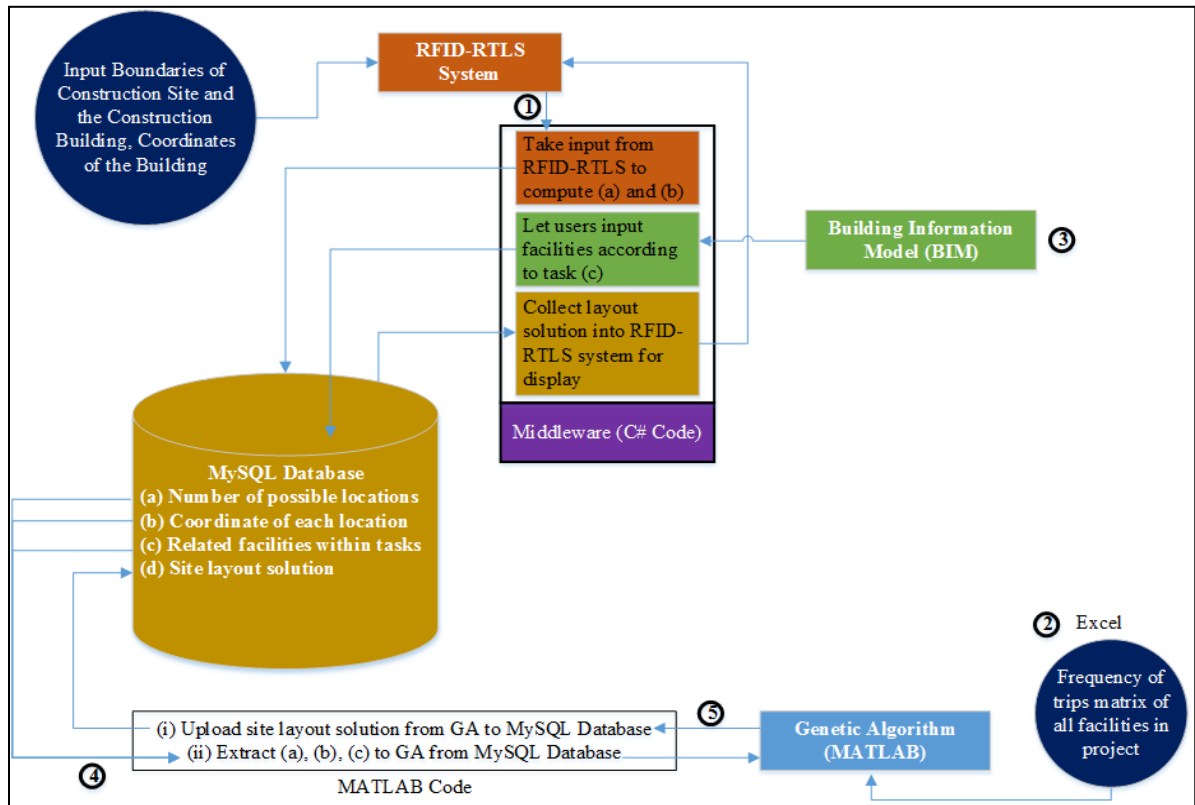 Input Boundaries of
Construction Site and
the Construction
Building, Coordinates
of the Building
RFID-RTLS
System
1
Take input from
RFID-RTLS to
compute (a) and (b)
Let users input
facilities according
to task (c)
Collect layout
solution into RFID-
RTLS system for
display
Middleware (C# Code)
Building Information
Model (BIM)
3
MySQL Database
(a) Number of possible locations
(b) Coordinate of each location
(c) Related facilities within tasks
(d) Site layout solution
2 Excel
Frequency of
trips matrix of
all facilities in
project
(i) Upload site layout solution from GA to MySQL Database
(ii) Extract (a), (b), (c) to GA from MySQL Database
MATLAB Code
4
5
Genetic Algorithm
(MATLAB)